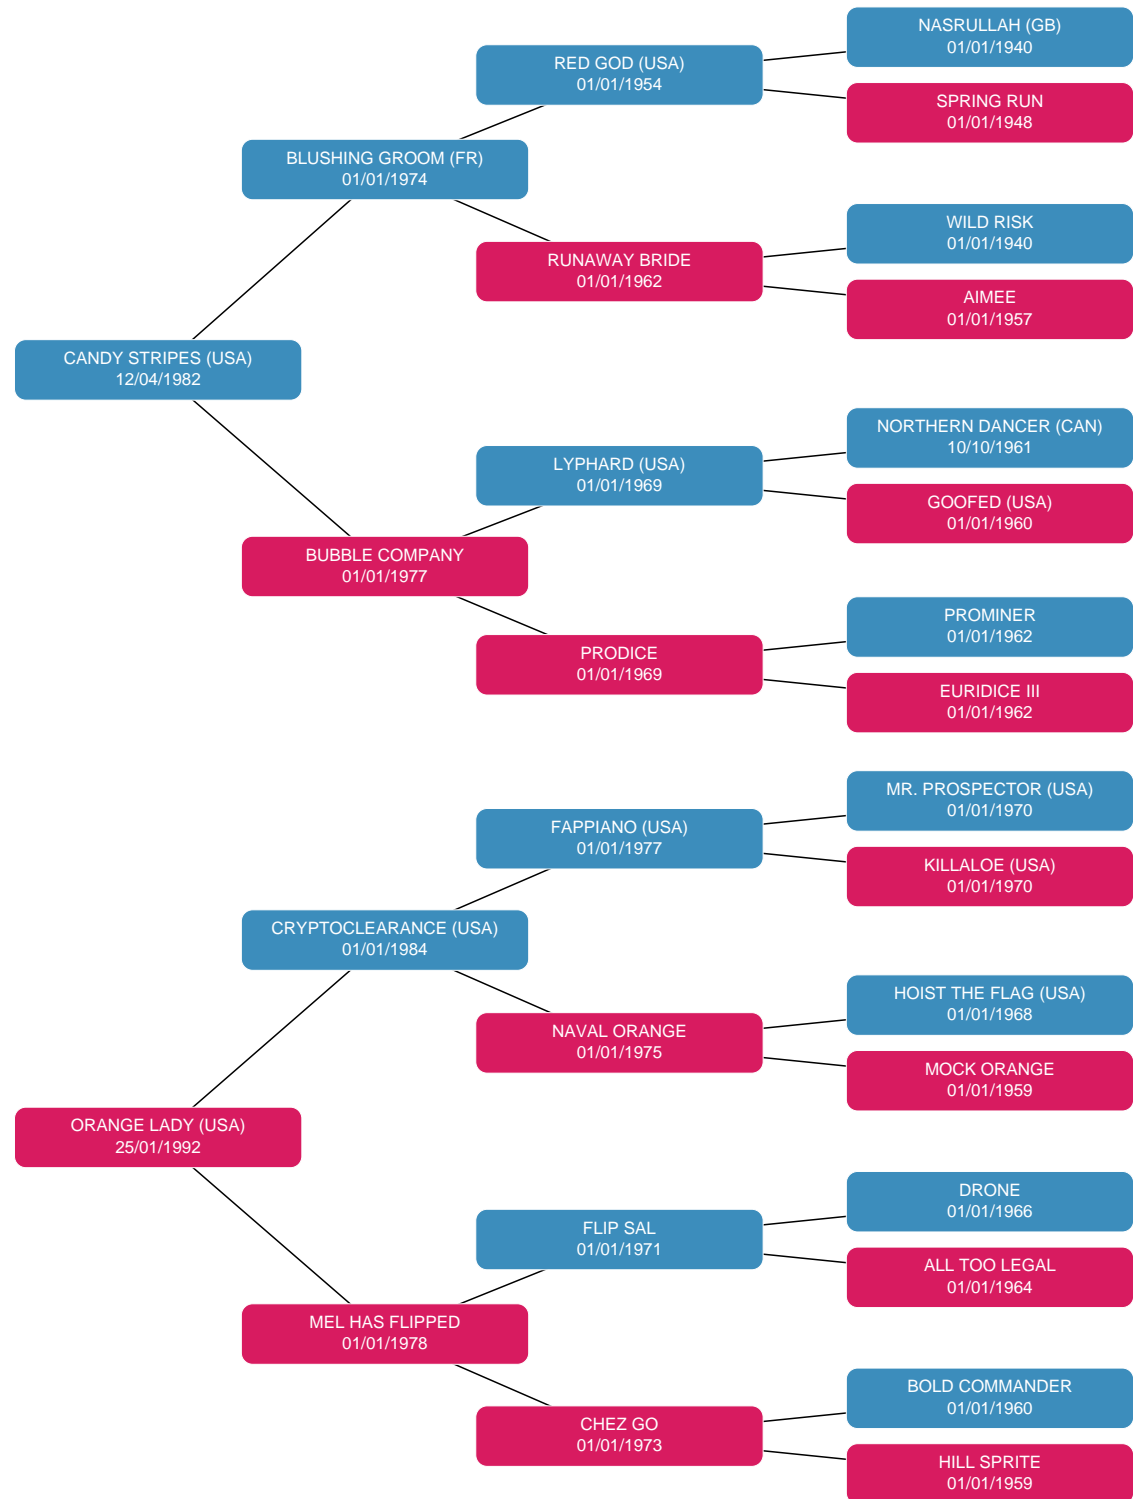 NASRULLAH (GB)
01/01/1940
RED GOD (USA)
01/01/1954
SPRING RUN
01/01/1948
BLUSHING GROOM (FR)
01/01/1974
WILD RISK
01/01/1940
RUNAWAY BRIDE
01/01/1962
AIMEE
01/01/1957
CANDY STRIPES (USA)
12/04/1982
NORTHERN DANCER (CAN)
10/10/1961
LYPHARD (USA)
01/01/1969
GOOFED (USA)
01/01/1960
BUBBLE COMPANY
01/01/1977
PROMINER
01/01/1962
PRODICE
01/01/1969
EURIDICE III
01/01/1962
MR. PROSPECTOR (USA)
01/01/1970
FAPPIANO (USA)
01/01/1977
KILLALOE (USA)
01/01/1970
CRYPTOCLEARANCE (USA)
01/01/1984
HOIST THE FLAG (USA)
01/01/1968
NAVAL ORANGE
01/01/1975
MOCK ORANGE
01/01/1959
ORANGE LADY (USA)
25/01/1992
DRONE
01/01/1966
FLIP SAL
01/01/1971
ALL TOO LEGAL
01/01/1964
MEL HAS FLIPPED
01/01/1978
BOLD COMMANDER
01/01/1960
CHEZ GO
01/01/1973
HILL SPRITE
01/01/1959